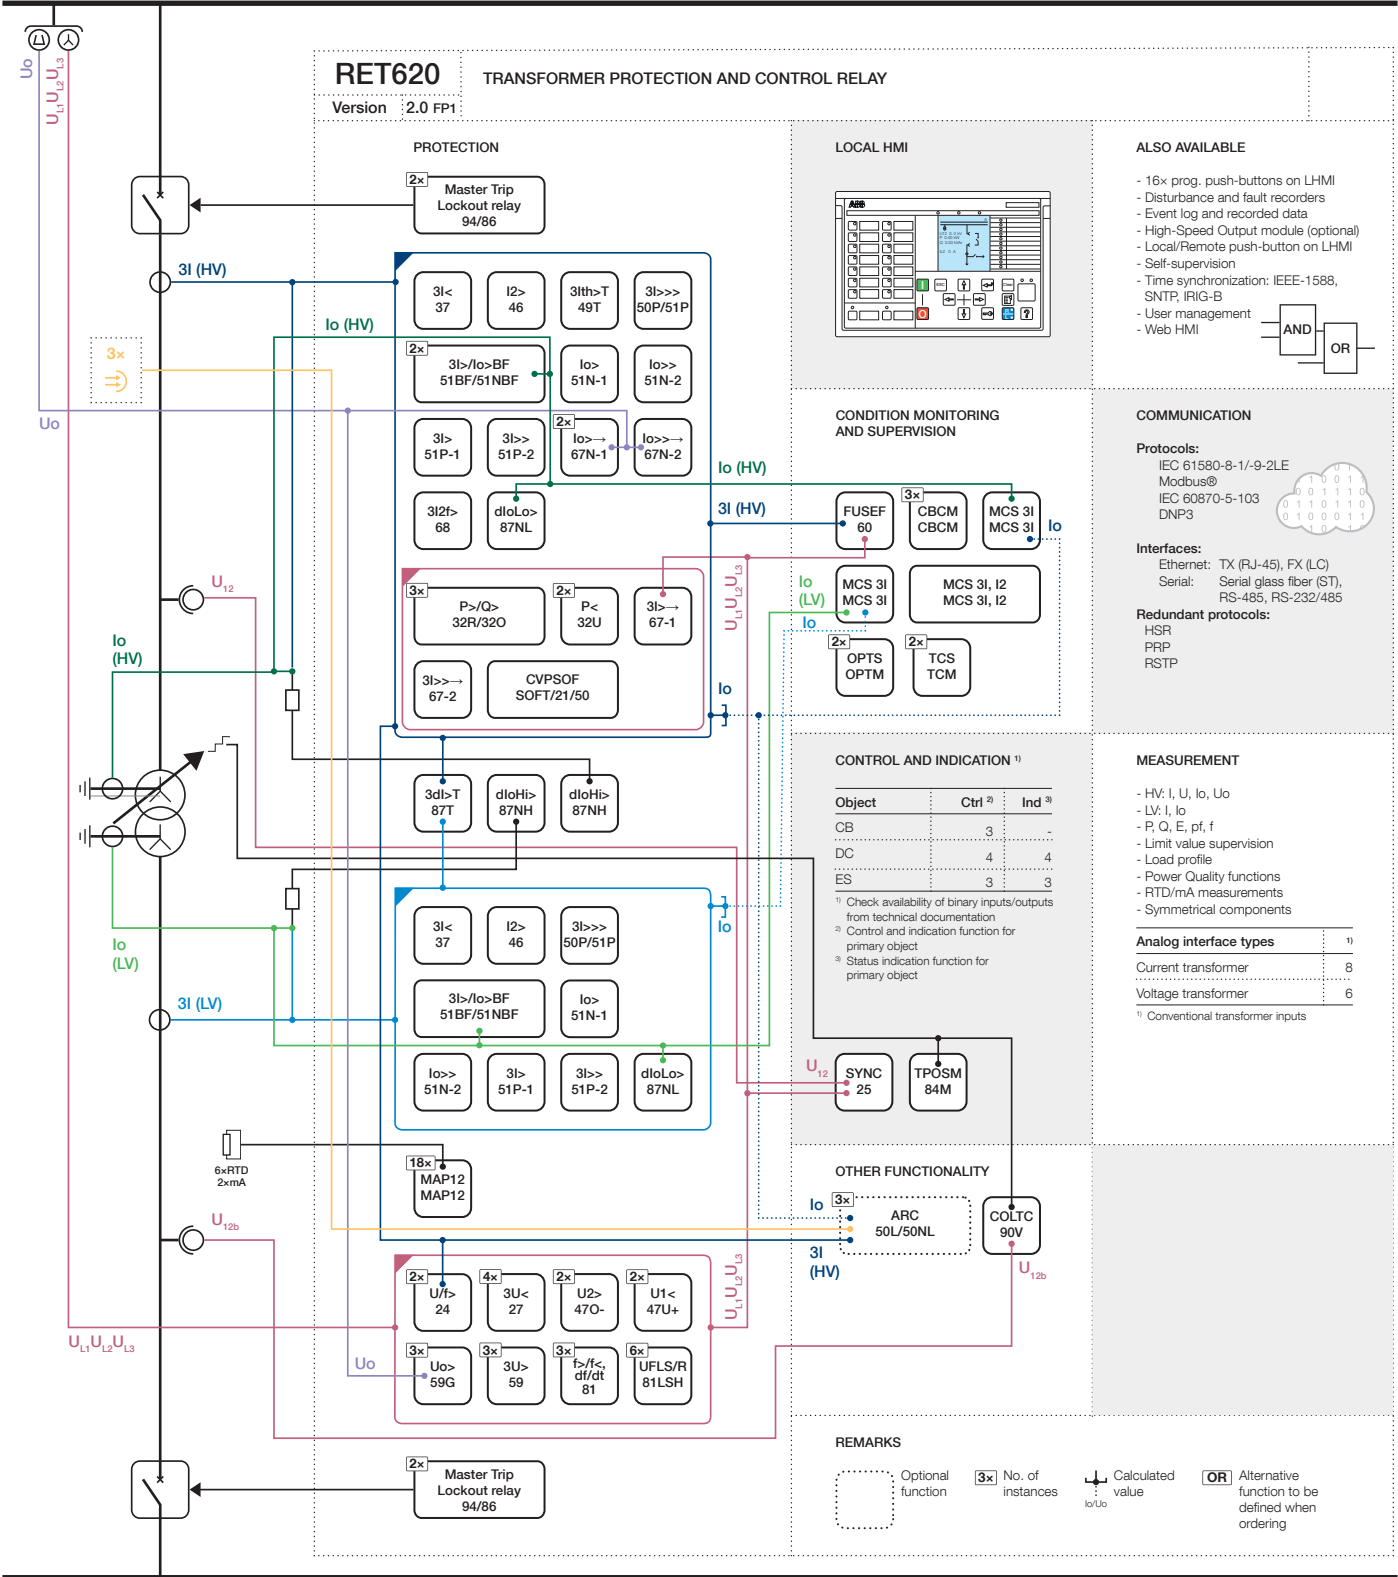 RET620
TRANSFORMER PROTECTION AND CONTROL RELAY
Version 2.0 FP1
Uo
UL1UL2UL3
PROTECTION
2×
Master Trip
Lockout relay
94/86
3I (HV)
3I<
37
I2>
46
3Ith>T
49T
3I>>>
50P/51P
Io (HV)
3×
2×
3I>/Io>BF
51BF/51NBF
Io>
51N-1
Io>>
51N-2
Uo
3I>
51P-1
3I>>
51P-2
2×
Io>→
67N-1
Io>>→
67N-2
3I2f>
68
dIoLo>
87NL
Io (HV)
3I (HV)
U12
3×
P>/Q>
32R/32O
2×
P<
32U
3I>→
67-1
UL1UL2UL3
3I>>→
67-2
CVPSOF
SOFT/21/50
Io
Io
(HV)
3dI>T
87T
dIoHi>
87NH
dIoHi>
87NH
Io
(LV)
3I (LV)
3I<
37
I2>
46
3I>>>
50P/51P
Io
3I>/Io>BF
51BF/51NBF
Io>
51N-1
Io>>
51N-2
3I>
51P-1
3I>>
51P-2
dIoLo>
87NL
6×RTD
2×mA
18×
MAP12
MAP12
U12b
2×
U/f>
24
4×
3U<
27
2×
U2>
47O-
2×
U1<
47U+
UL1UL2UL3
UL1UL2UL3
Uo
3×
Uo>
59G
3×
3U>
59
3×
f>/f<,
df/dt
81
6×
UFLS/R
81LSH
2×
Master Trip
Lockout relay
94/86
LOCAL HMI
ABB
CONDITION MONITORING
AND SUPERVISION
FUSEF
60
3×
CBCM
CBCM
MCS 3I
MCS 3I
Io
Io
(LV)
Io
MCS 3I
MCS 3I
MCS 3I, I2
MCS 3I, I2
2×
OPTS
OPTM
2×
TCS
TCM
CONTROL AND INDICATION 1)
Object Ctrl 2) Ind 3)
CB 3 -
DC 4 4
ES 3 3
1) Check availability of binary inputs/outputs
from technical documentation
2) Control and indication function for
primary object
3) Status indication function for
primary object
U12
SYNC
25
TPOSM
84M
OTHER FUNCTIONALITY
Io
3×
ARC
50L/50NL
3I
(HV)
COLTC
90V
U12b
ALSO AVAILABLE
- 16× prog. push-buttons on LHMI
- Disturbance and fault recorders
- Event log and recorded data
- High-Speed Output module (optional)
- Local/Remote push-button on LHMI
- Self-supervision
- Time synchronization: IEEE-1588,
SNTP, IRIG-B
- User management
- Web HMI
AND
OR
COMMUNICATION
Protocols:
IEC 61580-8-1/-9-2LE
Modbus®
IEC 60870-5-103
DNP3
Interfaces:
Ethernet: TX (RJ-45), FX (LC)
Serial: Serial glass fiber (ST),
RS-485, RS-232/485
Redundant protocols:
HSR
PRP
RSTP
MEASUREMENT
- HV: I, U, Io, Uo
- LV: I, Io
- P, Q, E, pf, f
- Limit value supervision
- Load profile
- Power Quality functions
- RTD/mA measurements
- Symmetrical components
Analog interface types 1)
Current transformer 8
Voltage transformer 6
1) Conventional transformer inputs
REMARKS
Optional
function
3× No. of
instances
Io/Uo
Calculated
value
OR Alternative
function to be
defined when
ordering